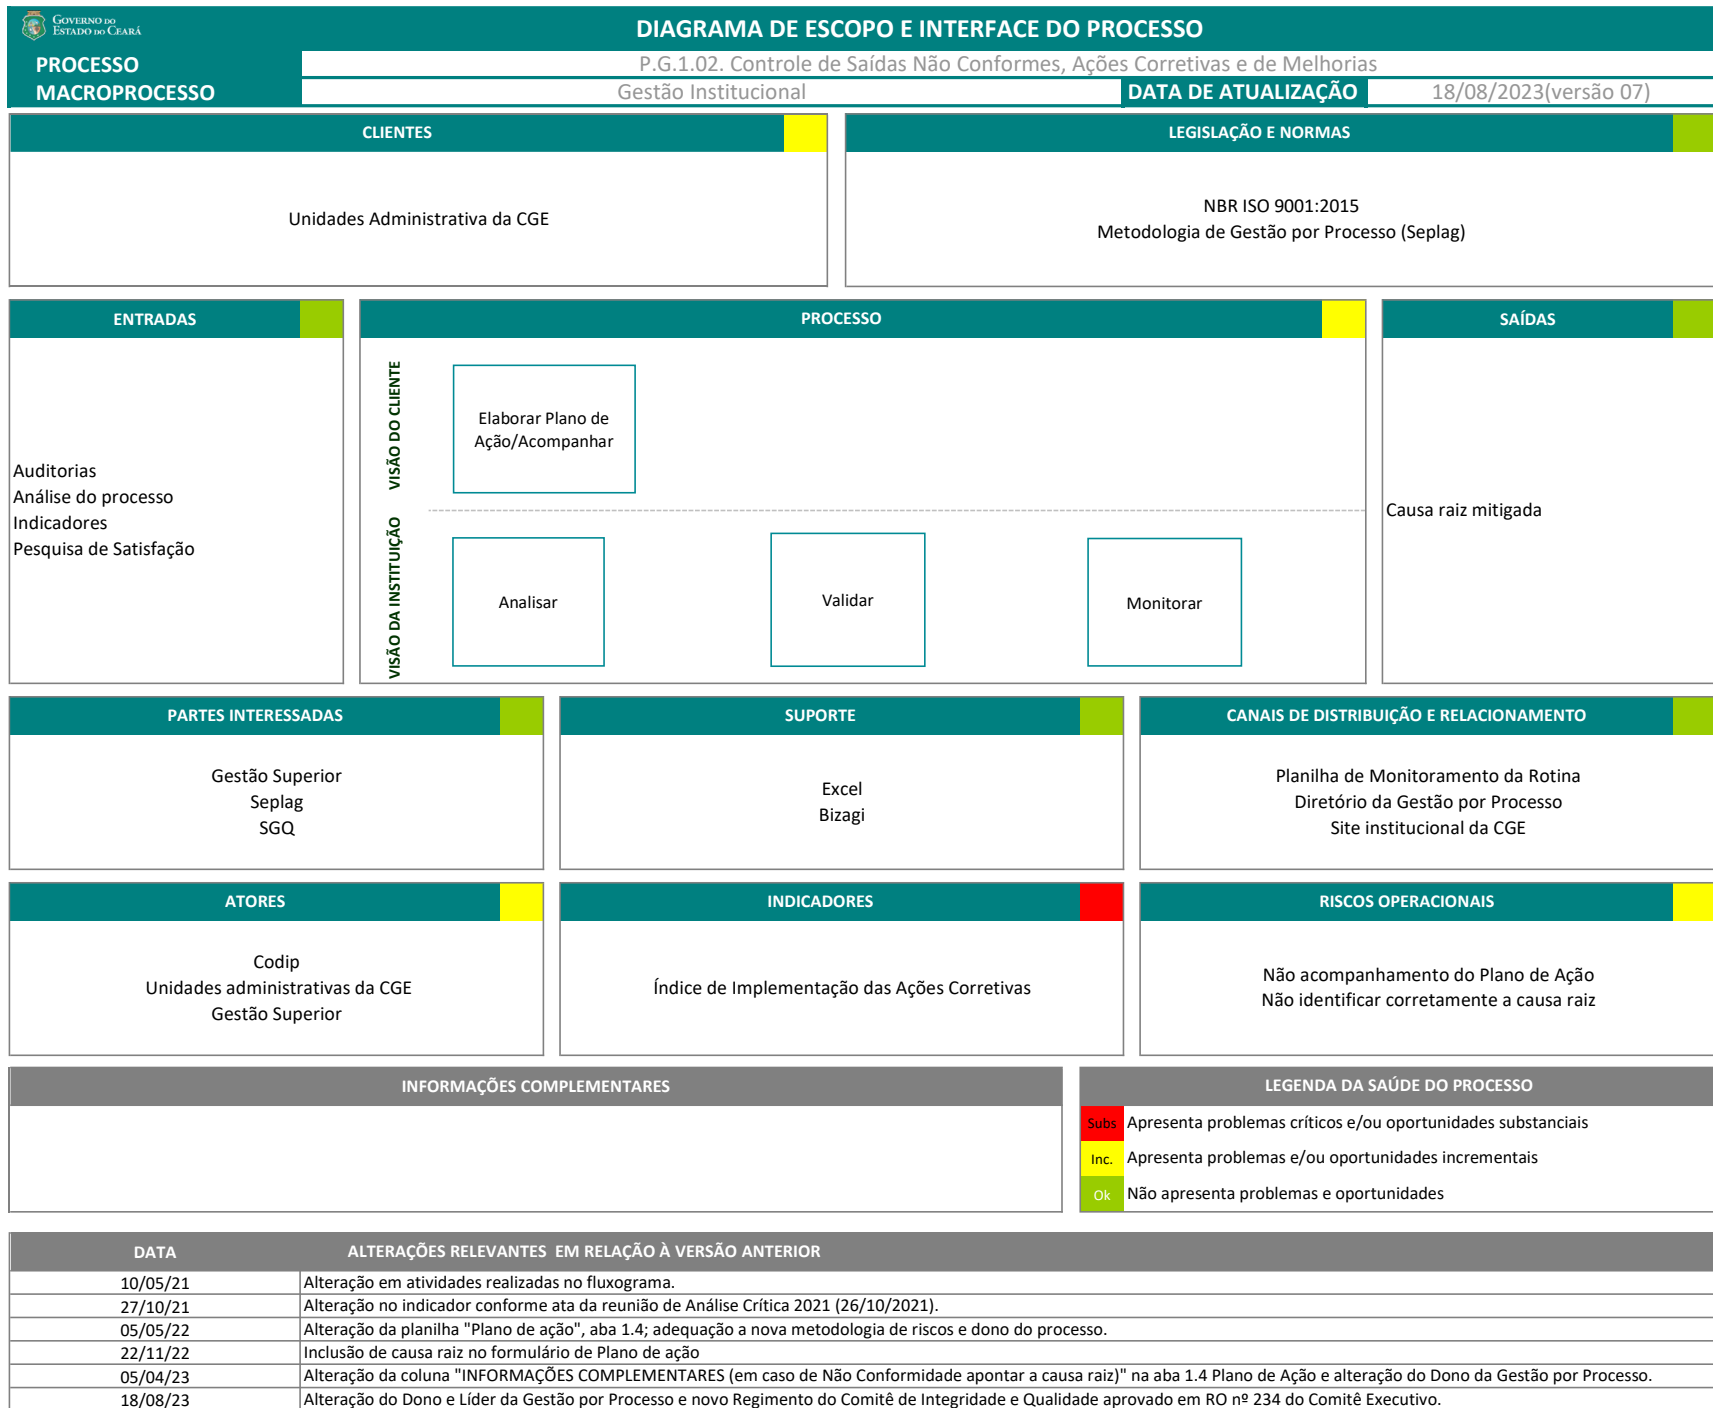 GOVERNO DO
ESTADO DO CEARÁ
DIAGRAMA DE ESCOPO E INTERFACE DO PROCESSO
PROCESSO
P.G.1.02. Controle de Saídas Não Conformes, Ações Corretivas e de Melhorias
MACROPROCESSO
Gestão Institucional
DATA DE ATUALIZAÇÃO
18/08/2023(versão 07)
CLIENTES
Unidades Administrativa da CGE
LEGISLAÇÃO E NORMAS
NBR ISO 9001:2015
Metodologia de Gestão por Processo (Seplag)
ENTRADAS
Auditorias
Análise do processo
Indicadores
Pesquisa de Satisfação
PROCESSO
VISÃO DO CLIENTE
Elaborar Plano de
Ação/Acompanhar
VISÃO DA INSTITUIÇÃO
Analisar
Validar
Monitorar
SAÍDAS
Causa raiz mitigada
PARTES INTERESSADAS
Gestão Superior
Seplag
SGQ
SUPORTE
Excel
Bizagi
CANAIS DE DISTRIBUIÇÃO E RELACIONAMENTO
Planilha de Monitoramento da Rotina
Diretório da Gestão por Processo
Site institucional da CGE
ATORES
Codip
Unidades administrativas da CGE
Gestão Superior
INDICADORES
Índice de Implementação das Ações Corretivas
RISCOS OPERACIONAIS
Não acompanhamento do Plano de Ação
Não identificar corretamente a causa raiz
INFORMAÇÕES COMPLEMENTARES
LEGENDA DA SAÚDE DO PROCESSO
Subs Apresenta problemas críticos e/ou oportunidades substanciais
Inc. Apresenta problemas e/ou oportunidades incrementais
Ok Não apresenta problemas e oportunidades
DATA ALTERAÇÕES RELEVANTES EM RELAÇÃO À VERSÃO ANTERIOR
10/05/21 Alteração em atividades realizadas no fluxograma.
27/10/21 Alteração no indicador conforme ata da reunião de Análise Crítica 2021 (26/10/2021).
05/05/22 Alteração da planilha "Plano de ação", aba 1.4; adequação a nova metodologia de riscos e dono do processo.
22/11/22 Inclusão de causa raiz no formulário de Plano de ação
05/04/23 Alteração da coluna "INFORMAÇÕES COMPLEMENTARES (em caso de Não Conformidade apontar a causa raiz)" na aba 1.4 Plano de Ação e alteração do Dono da Gestão por Processo.
18/08/23 Alteração do Dono e Líder da Gestão por Processo e novo Regimento do Comitê de Integridade e Qualidade aprovado em RO nº 234 do Comitê Executivo.